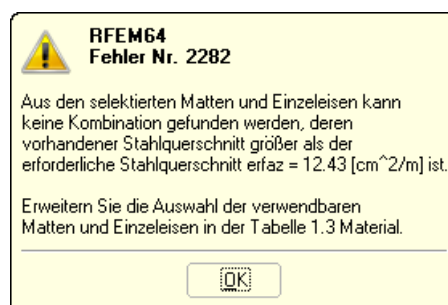 RFEM64
Fehler Nr. 2282
Aus den selektierten Matten und Einzeleisen kann
keine Kombination gefunden werden, deren
vorhandener Stahlquerschnitt größer als der
erforderliche Stahlquerschnitt erfaz = 12.43 [cm^2/m] ist.
Erweitern Sie die Auswahl der verwendbaren
Matten und Einzeleisen in der Tabelle 1.3 Material.
OK